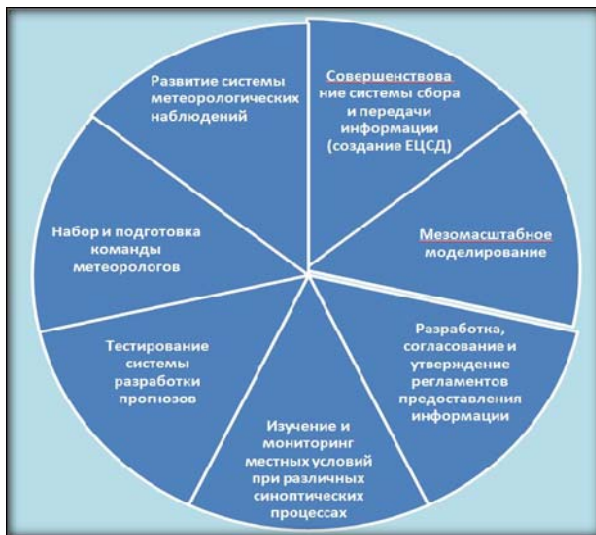 Совершенствова
ние системы сбора
и передачи
информации
(создание ЕЦСД)
Мезомасштабное
моделирование
Разработка,
согласование и
утверждение
регламентов
предоставления
информации
Изучение и
мониторинг
местных условий
при различных
синоптических
процессах
Тестирование
системы
разработки
прогнозов
Набор и подготовка
команды
метеорологов
Развитие системы
метеорологических
наблюдений